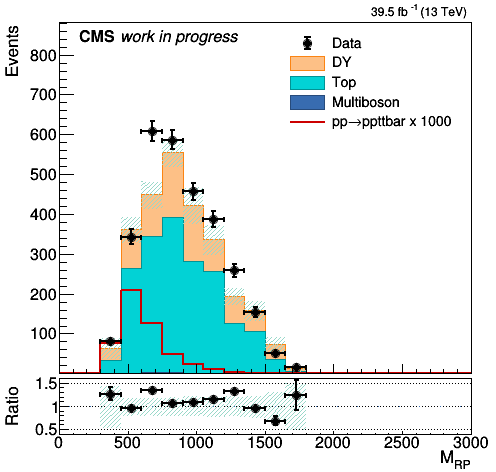 39.5 fb⁻¹ (13 TeV)
CMS work in progress
Data
DY
Top
Multiboson
pp→ppttbar x 1000
Events
800
700
600
500
400
300
200
100
Ratio
1.5
1
0.5
0 500 1000 1500 2000 2500 3000
M_RP